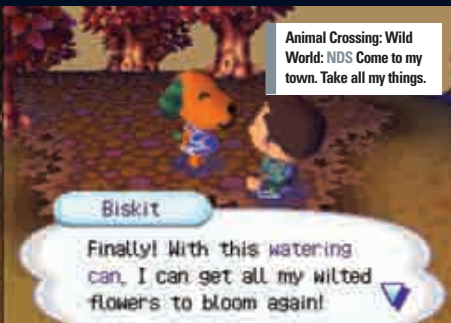 Animal Crossing: Wild
World: NDS Come to my
town. Take all my things.
Biskit
Finally! With this watering
can, I can get all my wilted
flowers to bloom again!